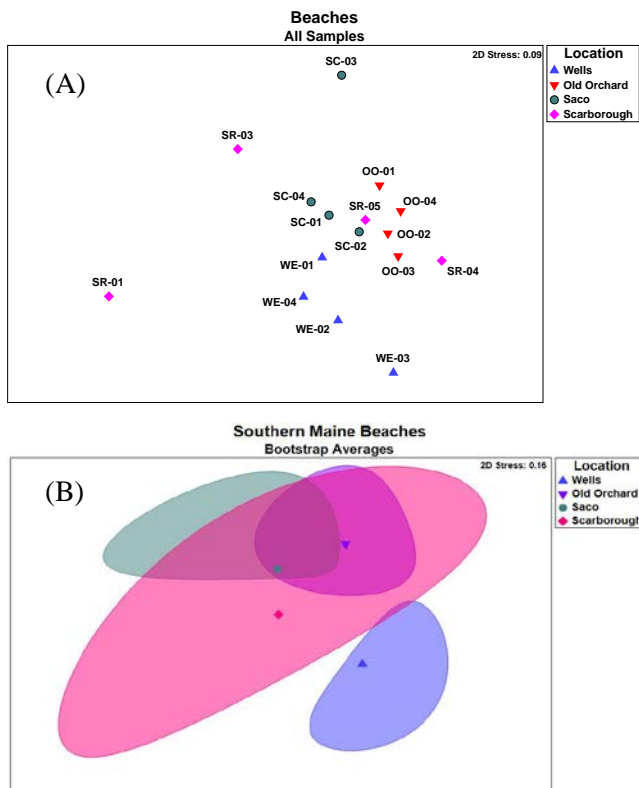 Beaches
All Samples
(A)
2D Stress: 0.09
Location
Wells
Old Orchard
Saco
Scarborough
SC-03
SR-03
OO-01
SC-04
OO-04
SR-05
SC-01
OO-02
SC-02
WE-01
OO-03
SR-04
SR-01
WE-04
WE-02
WE-03
Southern Maine Beaches
Bootstrap Averages
(B)
2D Stress: 0.16
Location
Wells
Old Orchard
Saco
Scarborough